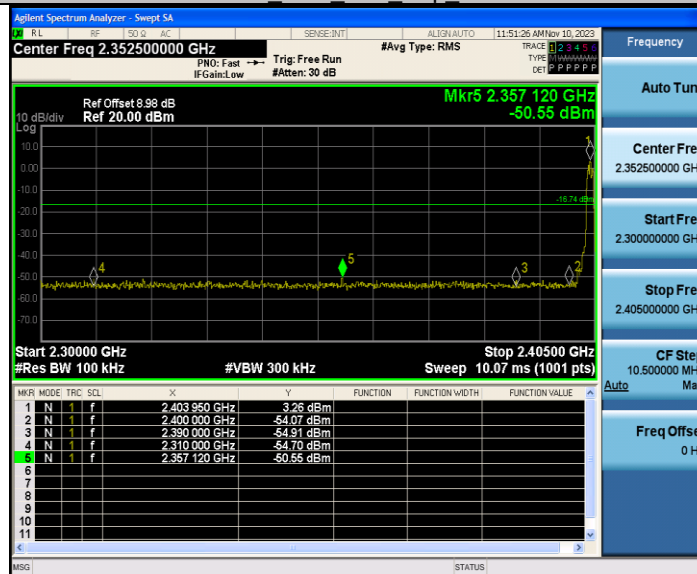 Agilent Spectrum Analyzer - Swept SA
RL RF 50 Ω AC SENSE:INT ALIGNAUTO 11:51:26 AM Nov 10, 2023
Center Freq 2.352500000 GHz #Avg Type: RMS TRACE 1 2 3 4 5 6
PNO: Fast Trig: Free Run TYPE M
IFGain:Low #Atten: 30 dB DET P P P P P P
Ref Offset 8.98 dB Mkr5 2.357 120 GHz
10 dB/div Ref 20.00 dBm -50.55 dBm
Log
10.0
0.00
-10.0
-16.74 dBm
-20.0
-30.0
-40.0
-50.0
-60.0
-70.0
1
2
3
4
5
Start 2.30000 GHz Stop 2.40500 GHz
#Res BW 100 kHz #VBW 300 kHz Sweep 10.07 ms (1001 pts)
MKR MODE TRC SCL X Y FUNCTION FUNCTION WIDTH FUNCTION VALUE
1 N 1 f 2.403 950 GHz 3.26 dBm
2 N 1 f 2.400 000 GHz -54.07 dBm
3 N 1 f 2.390 000 GHz -54.91 dBm
4 N 1 f 2.310 000 GHz -54.70 dBm
5 N 1 f 2.357 120 GHz -50.55 dBm
6
7
8
9
10
11
MSG STATUS
Frequency
Auto Tun
Center Fre
2.352500000 GH
Start Fre
2.300000000 GH
Stop Fre
2.405000000 GH
CF Ste
10.500000 MH
Auto Ma
Freq Offse
0 H